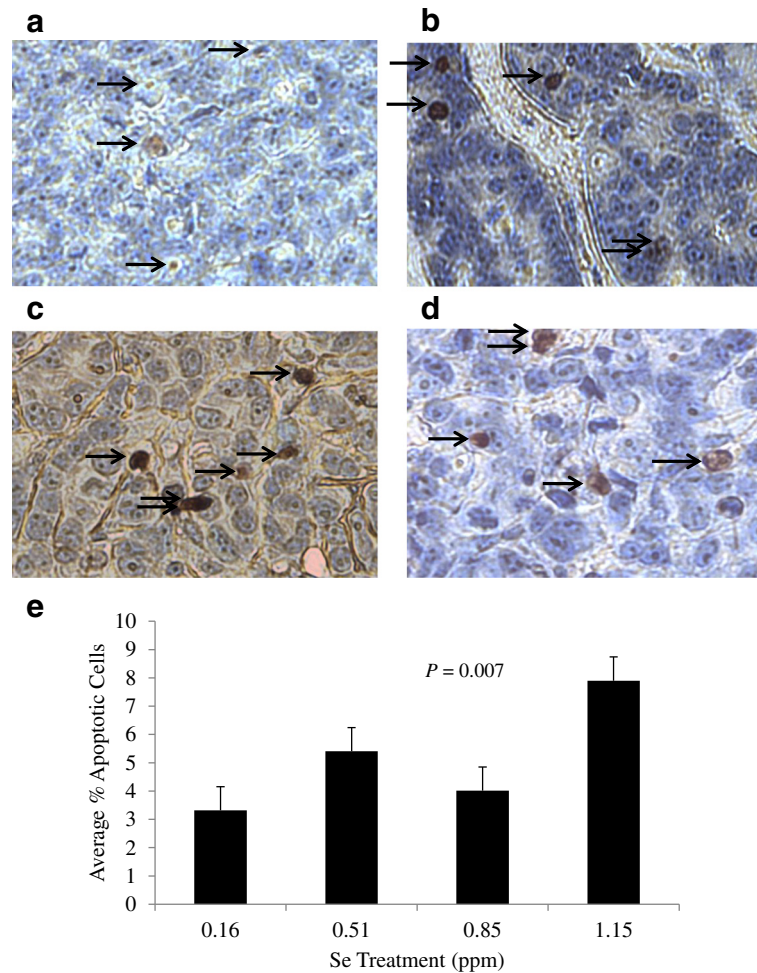 a
b
c
d
e
10
9
8
7
6
5
4
3
2
1
0
Average % Apoptotic Cells
P = 0.007
0.16 0.51 0.85 1.15
Se Treatment (ppm)